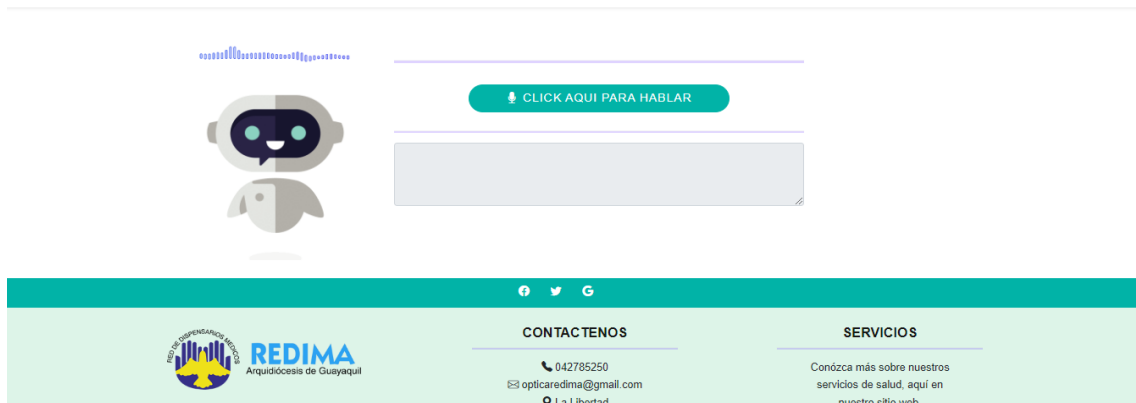 CLICK AQUI PARA HABLAR
RED DE DISPENSARIOS MEDICOS
REDIMA
Arquidiócesis de Guayaquil
CONTACTENOS
042785250
opticaredima@gmail.com
La Libertad
SERVICIOS
Conózca más sobre nuestros
servicios de salud, aquí en
nuestro sitio web